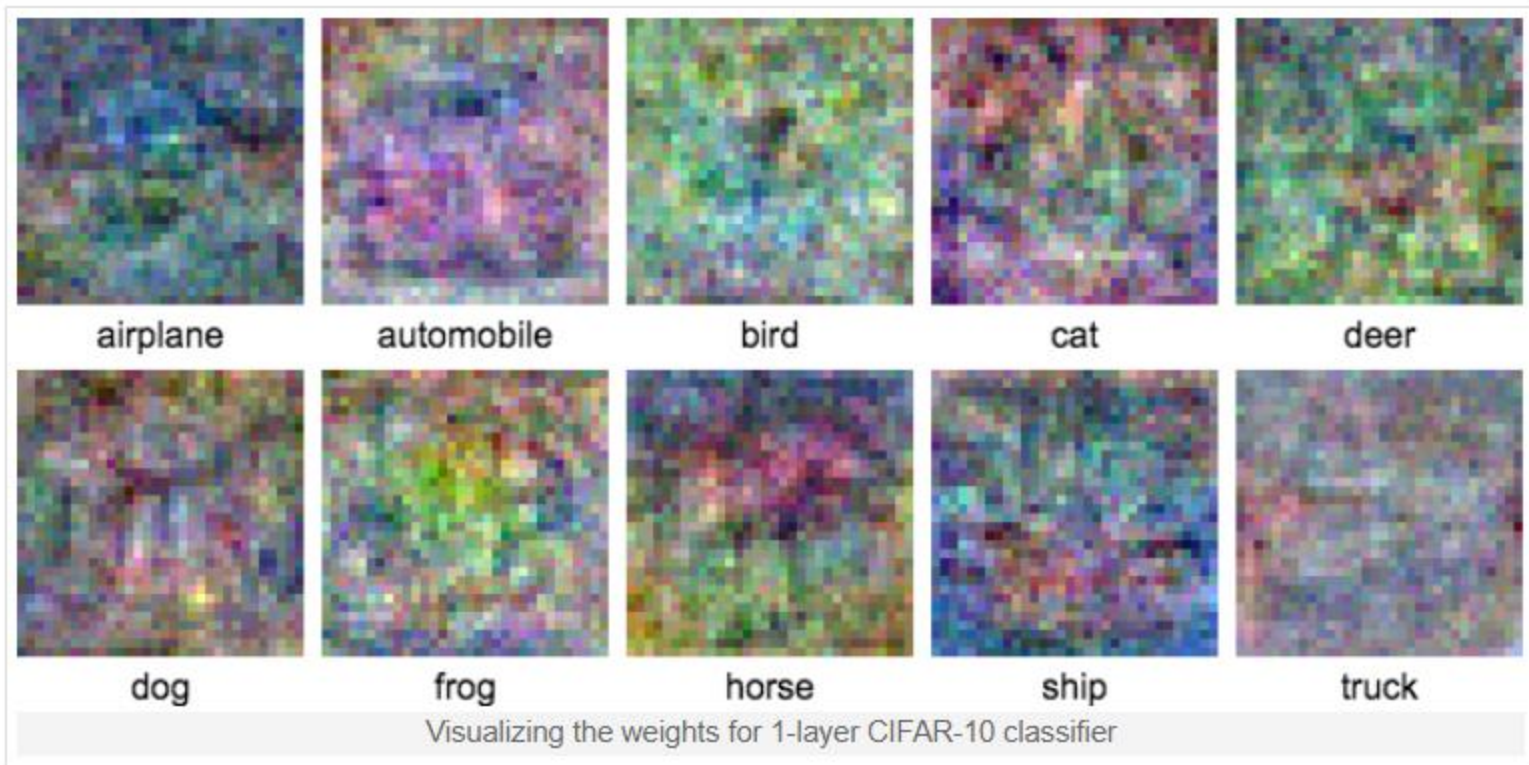 airplane automobile bird cat deer
dog frog horse ship truck
Visualizing the weights for 1-layer CIFAR-10 classifier